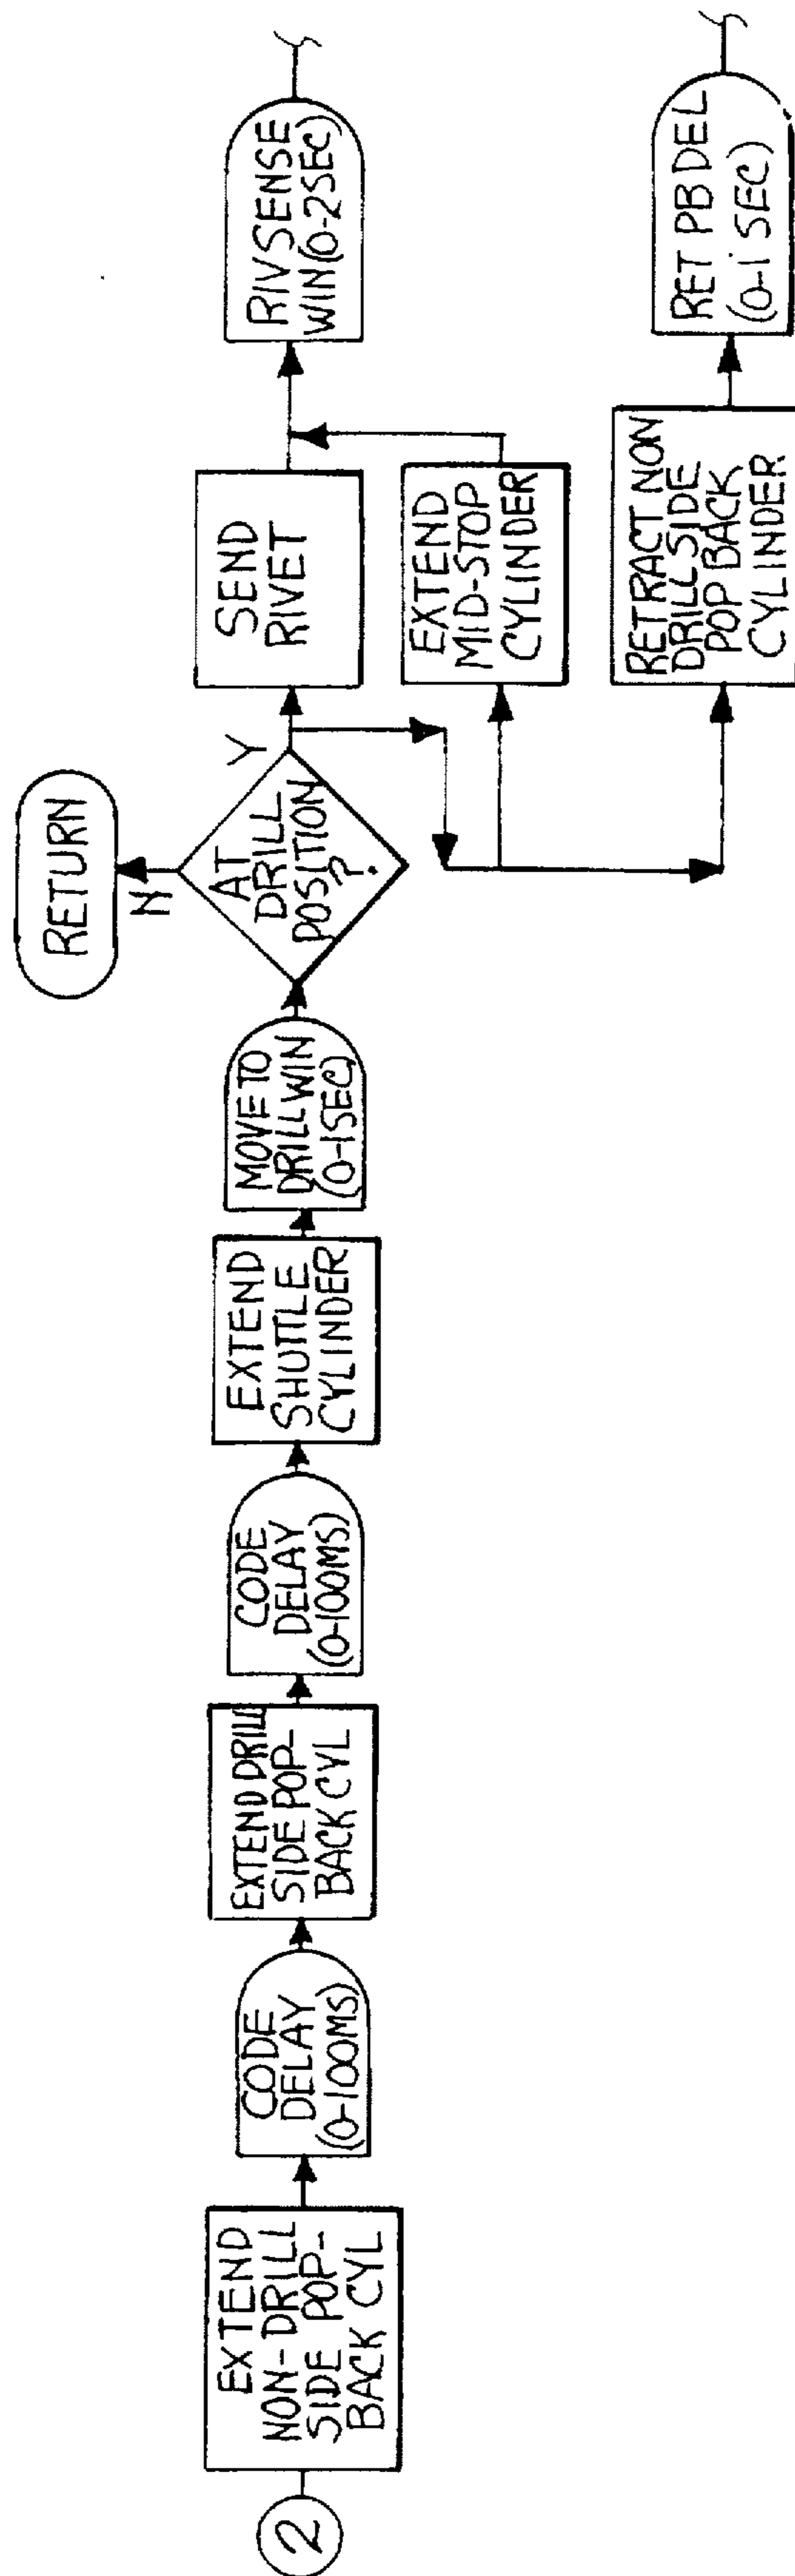 2
EXTEND
NON-DRILL
SIDE POP-
BACK CYL
CODE
DELAY
(0-100MS)
EXTEND DRILL
SIDE POP-
BACK CYL
CODE
DELAY
(0-100MS)
EXTEND
SHUTTLE
CYLINDER
MOVE TO
DRILL WIN
(0-1SEC)
AT
DRILL
POSITION
?
N
RETURN
Y
SEND
RIVET
RIVSENSE
WIN(0-2SEC)
EXTEND
MID-STOP
CYLINDER
RETRACT NON
DRILLSIDE
POP BACK
CYLINDER
RET PB DEL
(0-1 SEC)